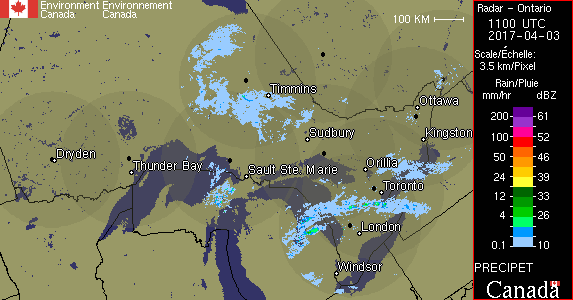 Environment Environnement
Canada Canada
100 KM
Timmins
Ottawa
Sudbury
Kingston
Dryden
Thunder Bay
Sault Ste. Marie
Orillia
Toronto
London
Windsor
Radar - Ontario
1100 UTC
2017-04-03
Scale/Échelle:
3.5 km/Pixel
Rain/Pluie
mm/hr dBZ
200 61
100 52
50 46
24 39
12 33
4 26
0.1 10
PRECIPET
Canada